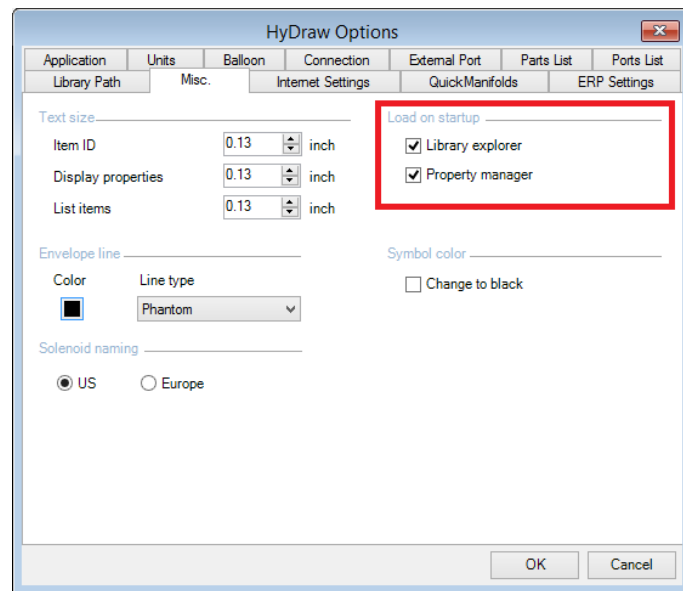 HyDraw Options
Application Units Balloon Connection External Port Parts List Ports List
Library Path Misc. Internet Settings QuickManifolds ERP Settings
Text size Load on startup
Item ID 0.13 inch Library explorer
Display properties 0.13 inch Property manager
List items 0.13 inch
Envelope line Symbol color
Color Line type Change to black
Phantom
Solenoid naming
US Europe
OK Cancel